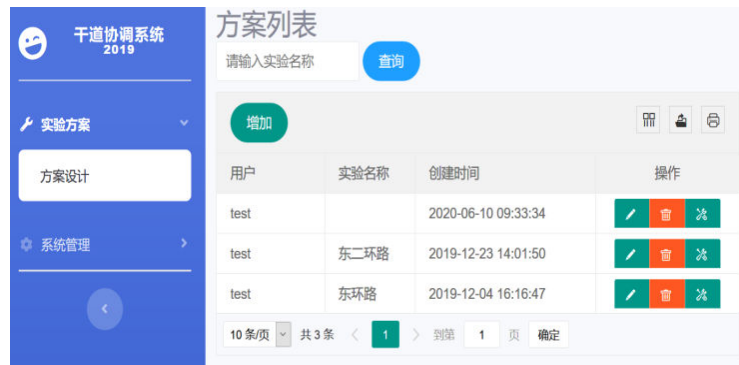 干道协调系统
2019
实验方案
方案设计
系统管理
方案列表
请输入实验名称 查询
增加
用户 实验名称 创建时间 操作
test 2020-06-10 09:33:34
test 东二环路 2019-12-23 14:01:50
test 东环路 2019-12-04 16:16:47
10 条/页 共 3 条 1 到第 1 页 确定